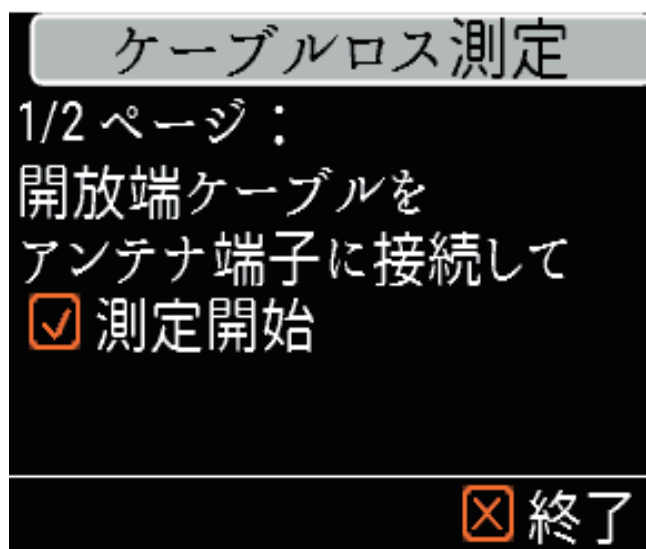 ケーブルロス測定
1/2 ページ：
開放端ケーブルを
アンテナ端子に接続して
測定開始
終了